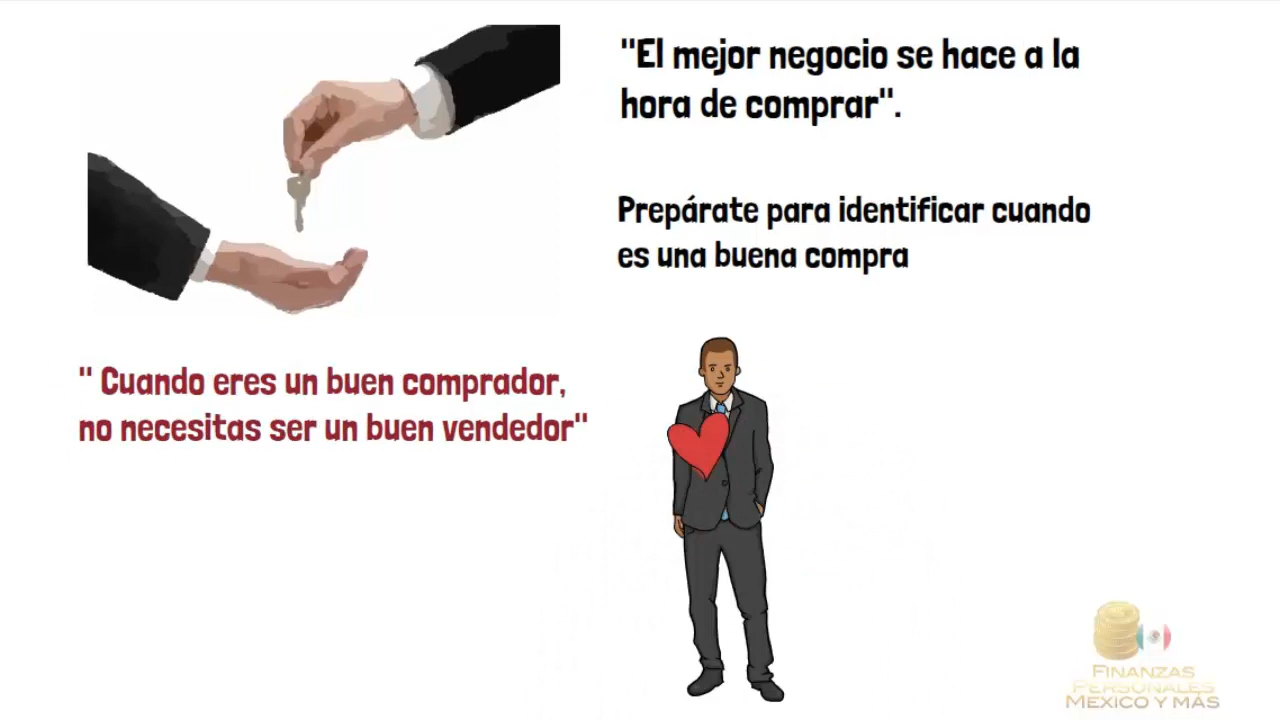 "El mejor negocio se hace a la
hora de comprar".
Prepárate para identificar cuando
es una buena compra
" Cuando eres un buen comprador,
no necesitas ser un buen vendedor"
FINANZAS
PERSONALES
MEXICO Y MÁS